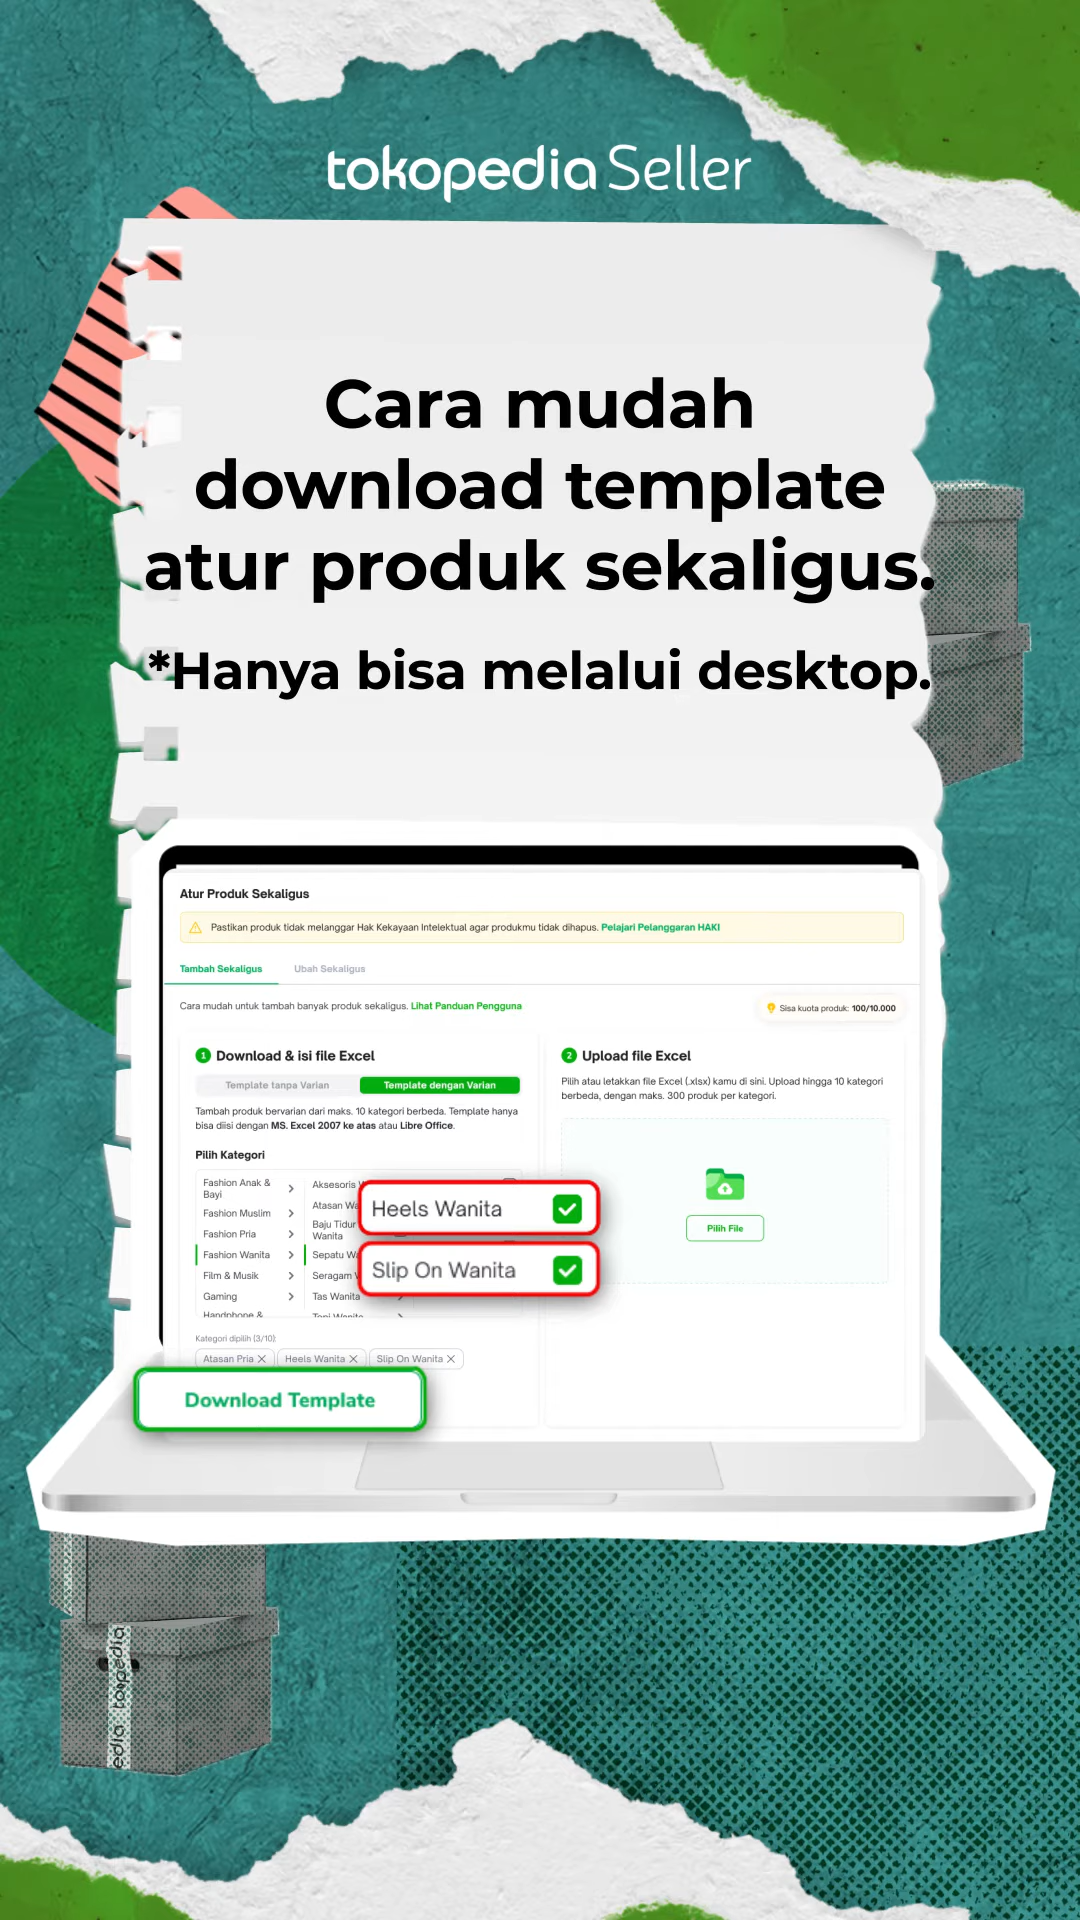 tokopedia Seller
Cara mudah
download template
atur produk sekaligus.
*Hanya bisa melalui desktop.
Atur Produk Sekaligus
Pastikan produk tidak melanggar Hak Kekayaan Intelektual agar produkmu tidak dihapus. Pelajari Pelanggaran HAKI
Tambah Sekaligus
Ubah Sekaligus
Cara mudah untuk tambah banyak produk sekaligus. Lihat Panduan Pengguna
Sisa kuota produk: 100/10.000
1 Download & isi file Excel
Template tanpa Varian
Template dengan Varian
Tambah produk bervarian dari maks. 10 kategori berbeda. Template hanya
bisa diisi dengan MS. Excel 2007 ke atas atau Libre Office.
Pilih Kategori
Fashion Anak &
Bayi
Fashion Muslim
Fashion Pria
Fashion Wanita
Film & Musik
Gaming
Handphone &
Aksesoris
Atasan
Baju Tidur
Wanita
Sepatu
Seragam
Tas Wanita
Topi Wanita
Heels Wanita
Slip On Wanita
Kategori dipilih (3/10):
Atasan Pria
Heels Wanita
Slip On Wanita
Download Template
2 Upload file Excel
Pilih atau letakkan file Excel (.xlsx) kamu di sini. Upload hingga 10 kategori
berbeda, dengan maks. 300 produk per kategori.
Pilih File
tokopedia